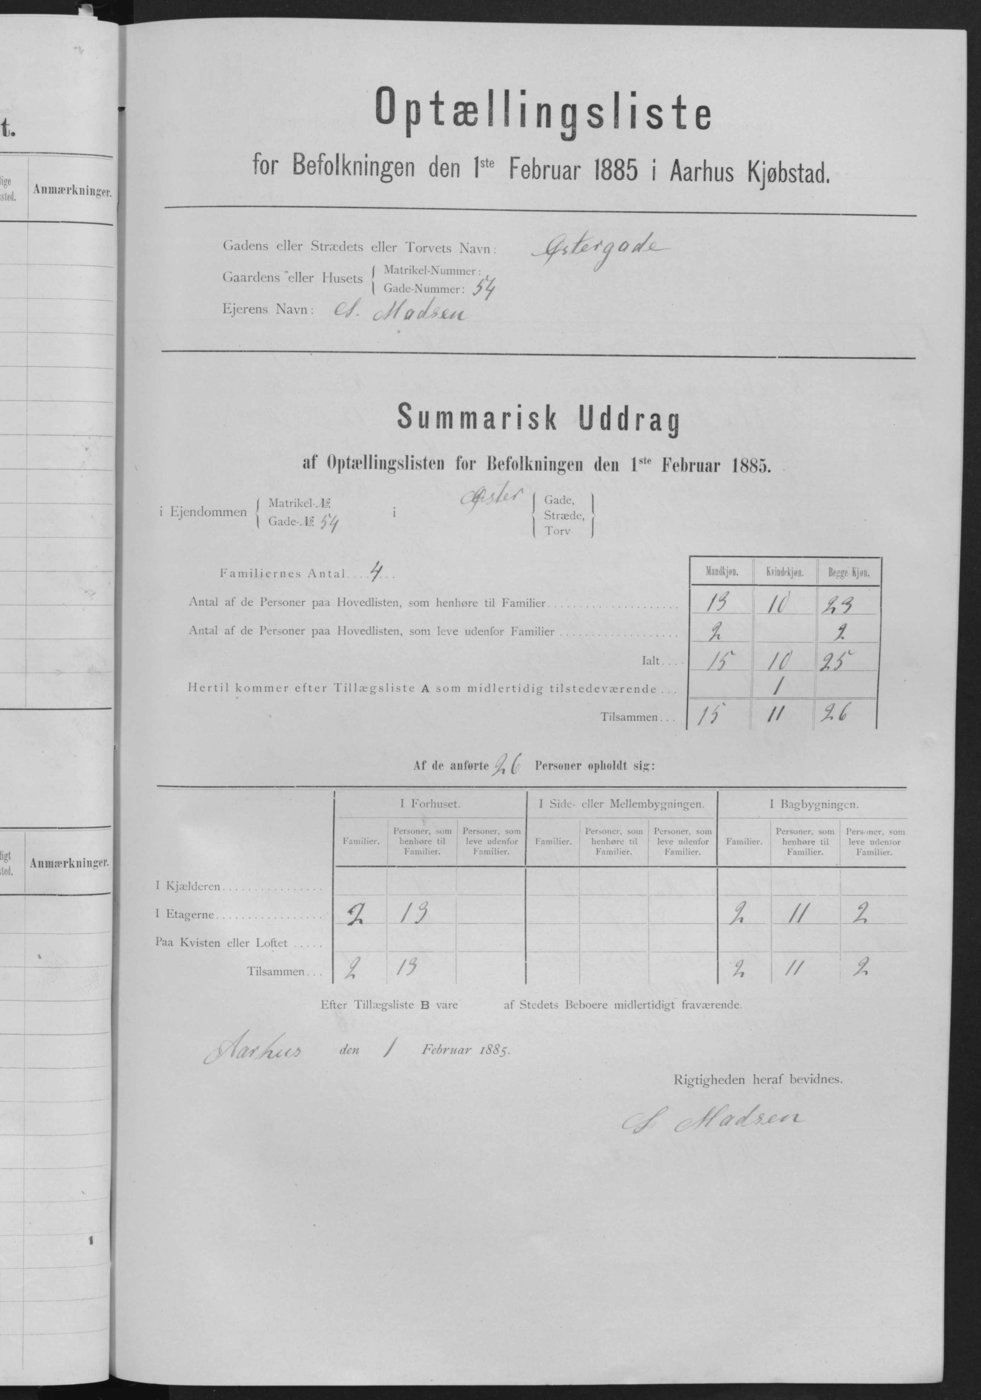 t.
lige
sted.
Anmærkninger.
ligt
sted.
Anmærkninger.
1
Optællingsliste
for Befolkningen den 1ste Februar 1885 i Aarhus Kjøbstad.
Gadens eller Strædets eller Torvets Navn: Østergade
Gaardens eller Husets { Matrikel-Nummer:
Gade-Nummer: 54
Ejerens Navn: S. Madsen
Summarisk Uddrag
af Optællingslisten for Befolkningen den 1ste Februar 1885.
i Ejendommen { Matrikel-№
Gade-№ 54 i Øster { Gade,
Stræde,
Torv }
Familiernes Antal.... 4 ..
Mandkjøn. Kvindekjøn. Begge Kjøn.
Antal af de Personer paa Hovedlisten, som henhøre til Familier 13 10 23
Antal af de Personer paa Hovedlisten, som leve udenfor Familier 2 2
Ialt.... 15 10 25
Hertil kommer efter Tillægsliste A som midlertidig tilstedeværende... 1
Tilsammen... 15 11 26
Af de anførte 26 Personer opholdt sig:
I Forhuset. I Side- eller Mellembygningen. I Bagbygningen.
Familier. Personer, som henhøre til Familier. Personer, som leve udenfor Familier. Familier. Personer, som henhøre til Familier. Personer, som leve udenfor Familier. Familier. Personer, som henhøre til Familier. Personer, som leve udenfor Familier.
I Kjælderen
I Etagerne 2 13 2 11 2
Paa Kvisten eller Loftet
Tilsammen... 2 13 2 11 2
Efter Tillægsliste B vare af Stedets Beboere midlertidigt fraværende.
Aarhus den 1 Februar 1885.
Rigtigheden heraf bevidnes.
S Madsen